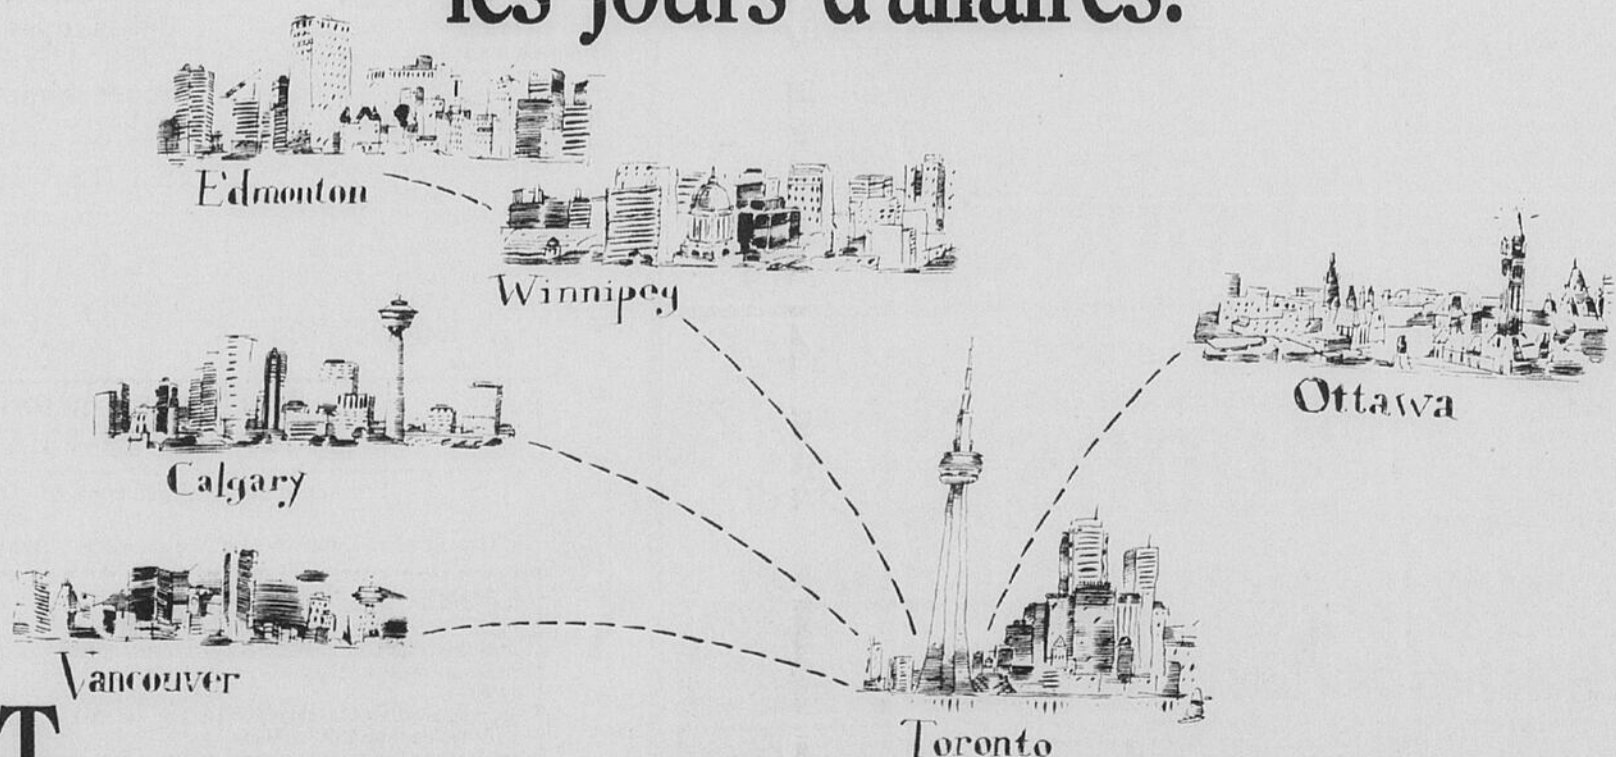 les jours d'affaires.
Edmonton
Winnipeg
Ottawa
Calgary
Vancouver
T
Toronto